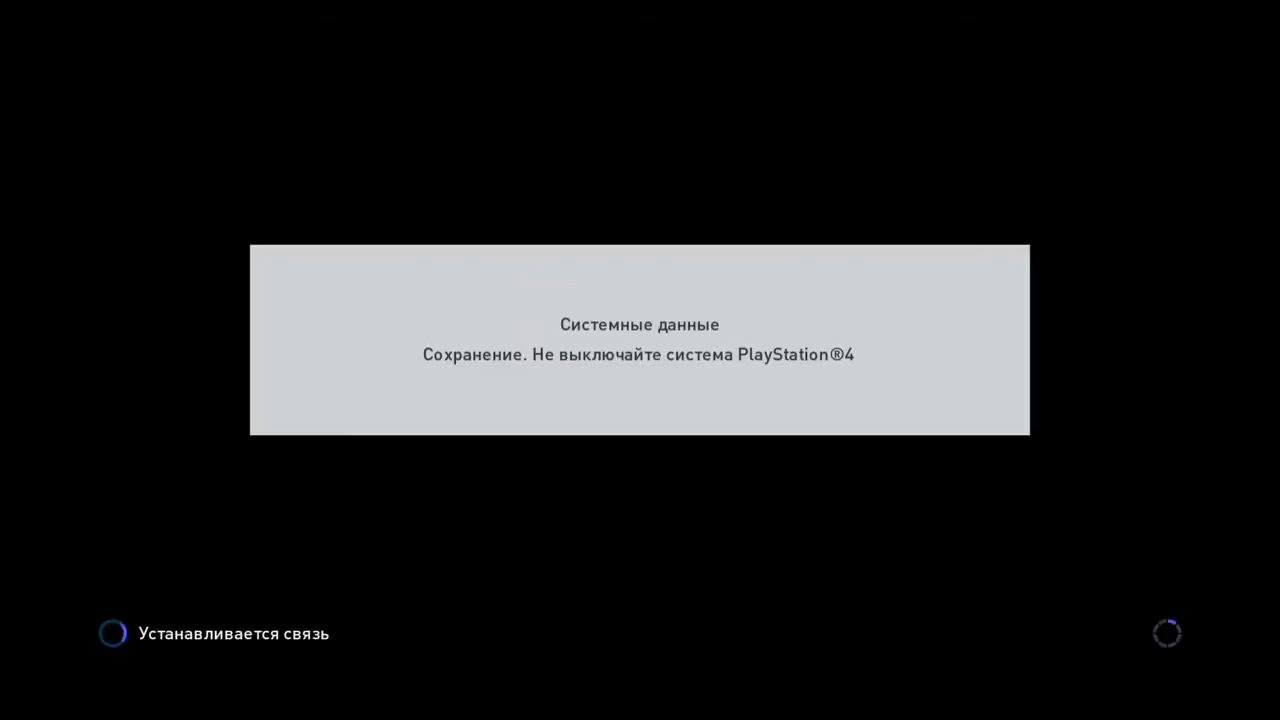 Системные данные
Сохранение. Не выключайте система PlayStation®4
Устанавливается связь